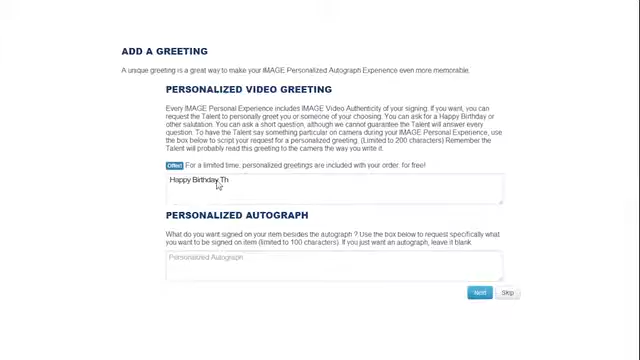 ADD A GREETING
A unique greeting is a great way to make your IMAGE Personalized Autograph Experience even more memorable.
PERSONALIZED VIDEO GREETING
Every IMAGE Personal Experience includes IMAGE Video Authenticity of your signing. If you want, you can
request the Talent to personally greet you or someone of your choosing. You can ask for a Happy Birthday or
other salutation. You can ask a short question, although we cannot guarantee the Talent will answer every
question. To have the Talent say something particular on camera during your IMAGE Personal Experience, use
the box below to script your request for a personalized greeting. (Limited to 200 characters) Remember the
Talent will probably read this greeting to the camera the way you write it.
Offer! For a limited time, personalized greetings are included with your order, for free!
Happy Birthday Th
PERSONALIZED AUTOGRAPH
What do you want signed on your item besides the autograph ? Use the box below to request specifically what
you want to be signed on item (limited to 100 characters). If you just want an autograph, leave it blank.
Personalized Autograph
Next Skip